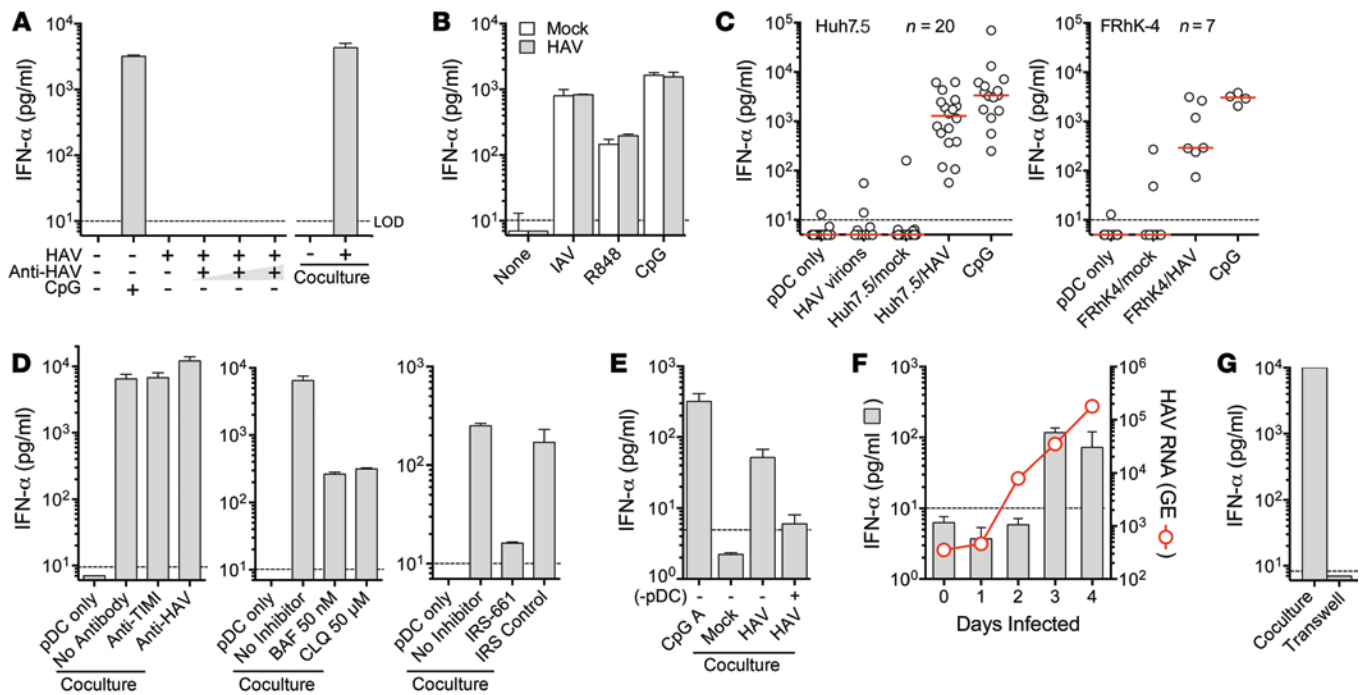 A
IFN-α (pg/ml)
10⁴
10³
10²
10¹
LOD
HAV - - + + + + - +
Anti-HAV - - - + + +
CpG - + - - - -
Coculture
B
IFN-α (pg/ml)
10⁴
10³
10²
10¹
Mock
HAV
None
IAV
R848
CpG
C
IFN-α (pg/ml)
Huh7.5 n = 20
10⁵
10⁴
10³
10²
10¹
pDC only
HAV virions
Huh7.5/mock
Huh7.5/HAV
CpG
FRhK-4 n = 7
10⁵
10⁴
10³
10²
10¹
pDC only
FRhK4/mock
FRhK4/HAV
CpG
D
IFN-α (pg/ml)
10⁴
10³
10²
10¹
pDC only
No Antibody
Anti-TIMI
Anti-HAV
Coculture
10⁴
10³
10²
10¹
pDC only
No Inhibitor
BAF 50 nM
CLQ 50 µM
Coculture
10³
10²
10¹
pDC only
No Inhibitor
IRS-661
IRS Control
Coculture
E
IFN-α (pg/ml)
10³
10²
10¹
10⁰
(-pDC) - - - +
CpG A
Mock
HAV
HAV
Coculture
F
IFN-α (pg/ml )
10³
10²
10¹
10⁰
HAV RNA (GE )
10⁶
10⁵
10⁴
10³
10²
0 1 2 3 4
Days Infected
G
IFN-α (pg/ml)
10⁴
10³
10²
10¹
Coculture
Transwell